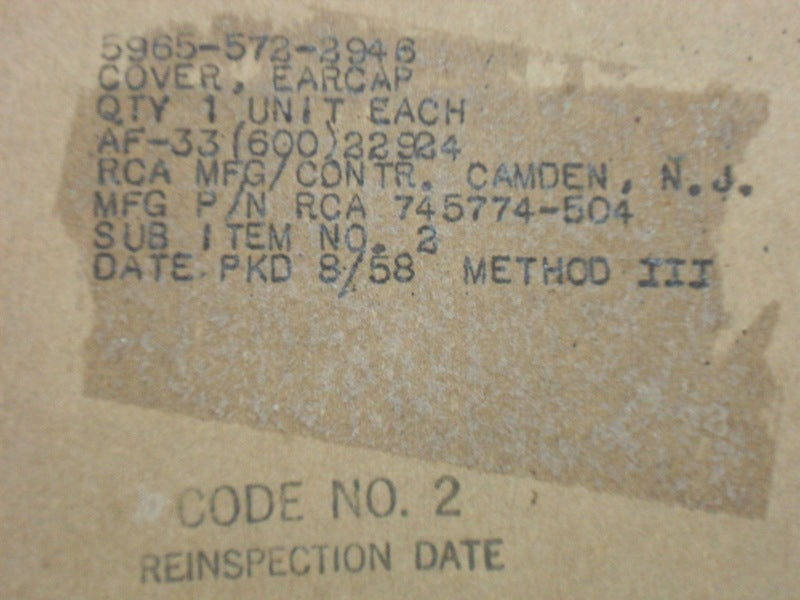 5965-572-2946
COVER, EARCAP
QTY 1 UNIT EACH
AF-33(600)22924
RCA MFG/CONTR. CAMDEN, N.J.
MFG P/N RCA 745774-504
SUB ITEM NO. 2
DATE PKD 8/58 METHOD III
CODE NO. 2
REINSPECTION DATE